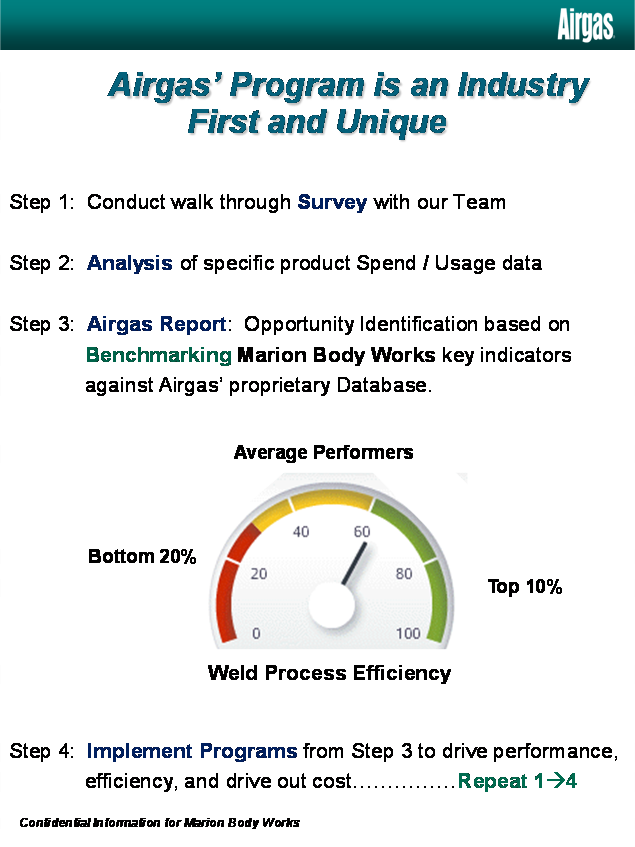 Airgas
Airgas' Program is an Industry
First and Unique
Step 1: Conduct walk through Survey with our Team
Step 2: Analysis of specific product Spend / Usage data
Step 3: Airgas Report: Opportunity Identification based on
Benchmarking Marion Body Works key indicators
against Airgas' proprietary Database.
Average Performers
40 60
Bottom 20%
20 80
Top 10%
0 100
Weld Process Efficiency
Step 4: Implement Programs from Step 3 to drive performance,
efficiency, and drive out cost……………Repeat 1→4
Confidential Information for Marion Body Works